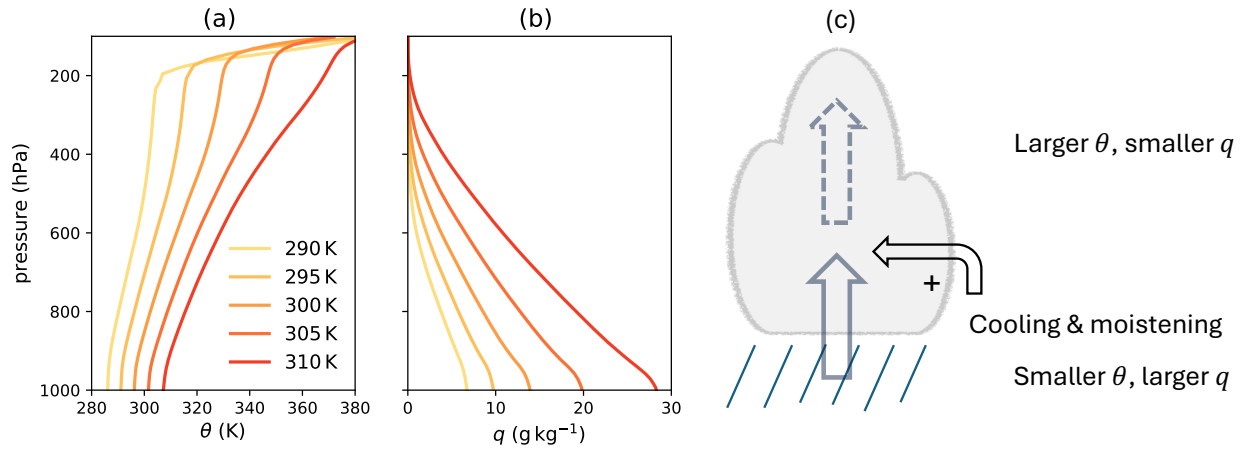 (a)
(b)
(c)
200
400
600
800
1000
pressure (hPa)
290 K
295 K
300 K
305 K
310 K
280 300 320 340 360 380
θ (K)
0 10 20 30
q (g kg⁻¹)
Larger θ, smaller q
+
Cooling & moistening
Smaller θ, larger q